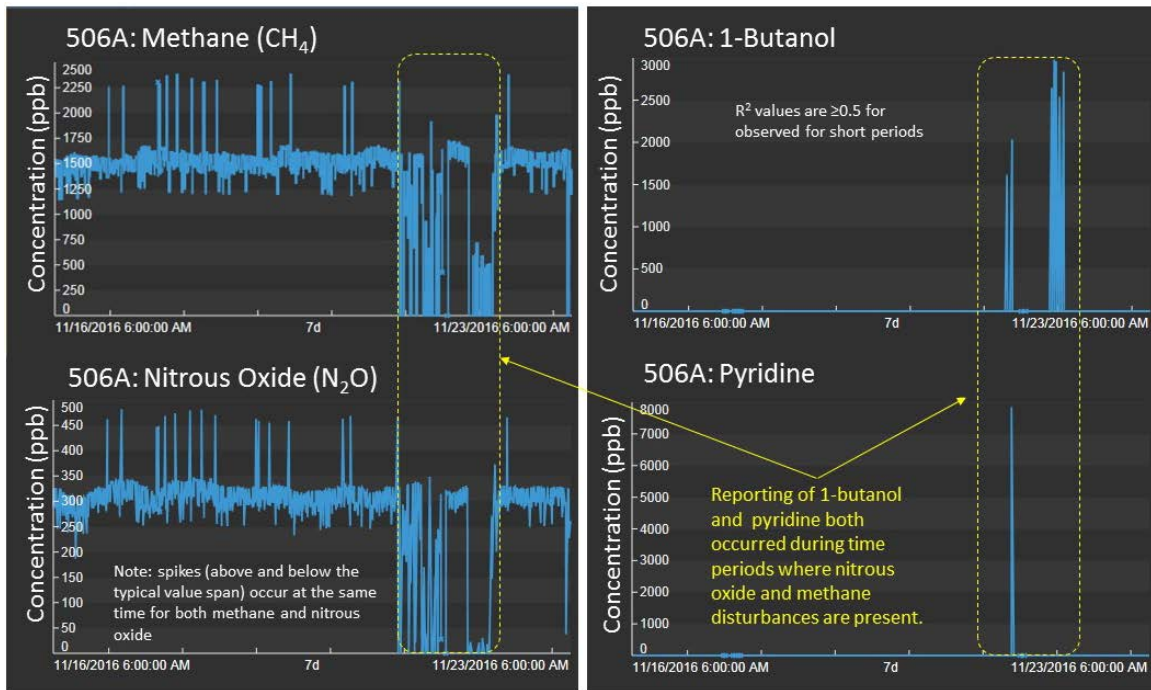 506A: Methane (CH₄)
Concentration (ppb)
2500
2250
2000
1750
1500
1250
1000
750
500
250
0
11/16/2016 6:00:00 AM 7d 11/23/2016 6:00:00 AM
506A: Nitrous Oxide (N₂O)
Concentration (ppb)
500
450
400
350
300
250
200
150
100
50
0
Note: spikes (above and below the
typical value span) occur at the same
time for both methane and nitrous
oxide
11/16/2016 6:00:00 AM 7d 11/23/2016 6:00:00 AM
506A: 1-Butanol
Concentration (ppb)
3000
2500
2000
1500
1000
500
0
R² values are ≥0.5 for
observed for short periods
11/16/2016 6:00:00 AM 7d 11/23/2016 6:00:00 AM
506A: Pyridine
Concentration (ppb)
8000
7000
6000
5000
4000
3000
2000
1000
0
Reporting of 1-butanol
and pyridine both
occurred during time
periods where nitrous
oxide and methane
disturbances are present.
11/16/2016 6:00:00 AM 7d 11/23/2016 6:00:00 AM